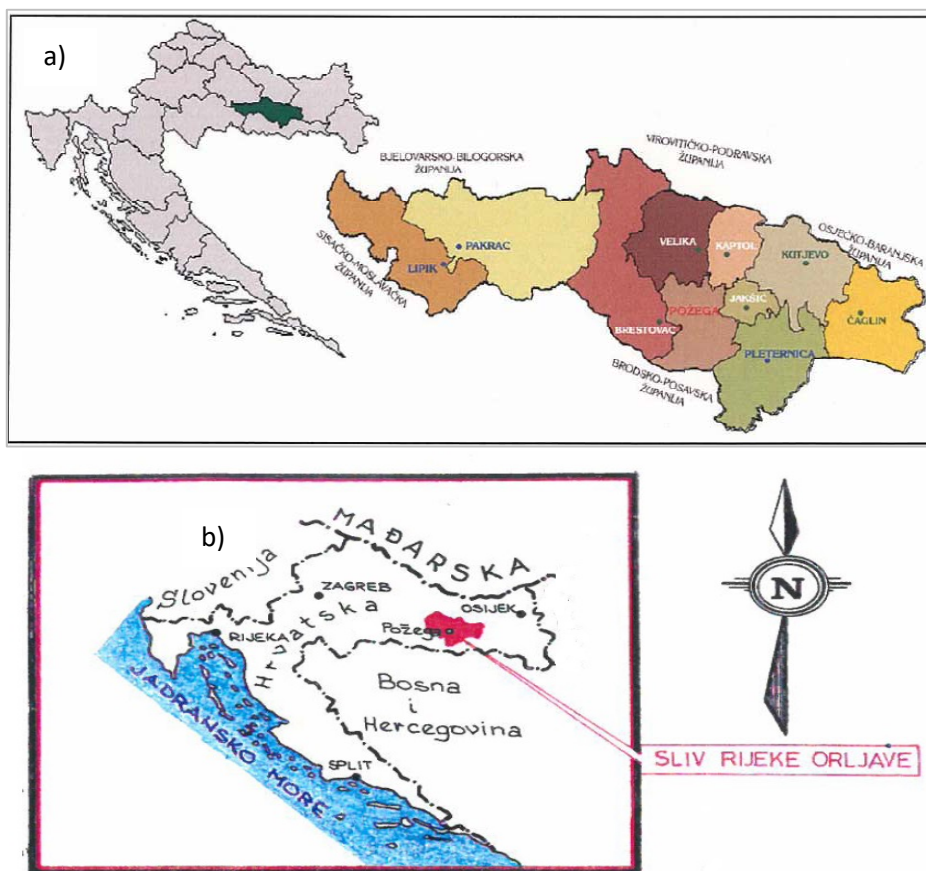 a)
BJELOVARSKO-BILOGORSKA
ŽUPANIJA
VIROVITIČKO-PODRAVSKA
ŽUPANIJA
OSJEČKO-BARANJSKA
ŽUPANIJA
SISAČKO-MOSLAVAČKA
ŽUPANIJA
BRODSKO-POSAVSKA
ŽUPANIJA
PAKRAC
LIPIK
VELIKA
KAPTOL
KUTJEVO
JAKŠIĆ
POŽEGA
BRESTOVAC
ČAGLIN
PLETERNICA
b)
MAĐARSKA
Slovenija
ZAGREB
Hrvatska
OSIJEK
Požega
RIJEKA
Bosna
i
Hercegovina
JADRANSKO MORE
SPLIT
N
SLIV RIJEKE ORLJAVE